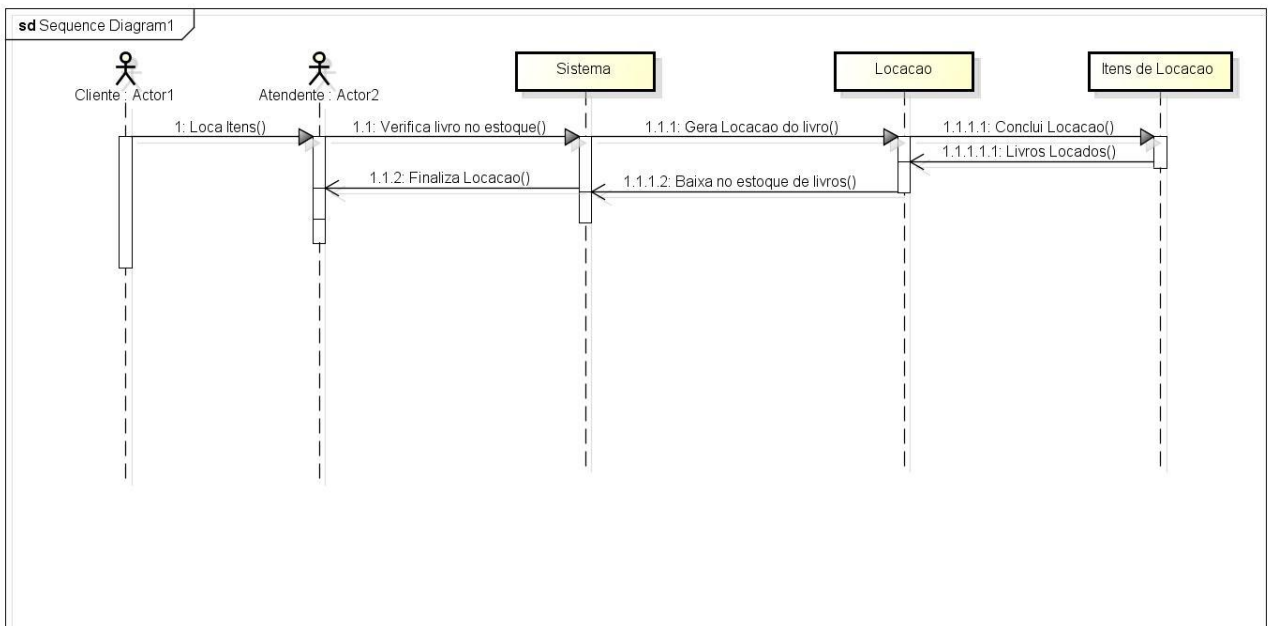 sd Sequence Diagram1
Cliente : Actor1
Atendente : Actor2
Sistema
Locacao
Itens de Locacao
1: Loca Itens()
1.1: Verifica livro no estoque()
1.1.1: Gera Locacao do livro()
1.1.1.1: Conclui Locacao()
1.1.1.1.1: Livros Locados()
1.1.2: Finaliza Locacao()
1.1.1.2: Baixa no estoque de livros()